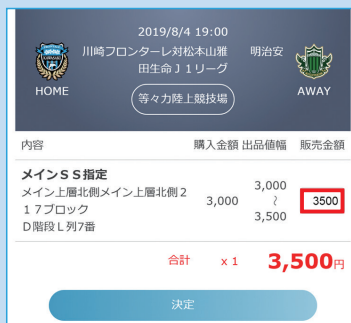 2019/8/4 19:00
川崎フロンターレ対松本山雅 明治安
田生命J1リーグ
HOME
等々力陸上競技場
AWAY
内容 購入金額 出品値幅 販売金額
メインSS指定
メイン上層北側メイン上層北側2
17ブロック
D階段L列7番
3,000
3,000
～
3,500
3500
合計 x 1 3,500円
決定